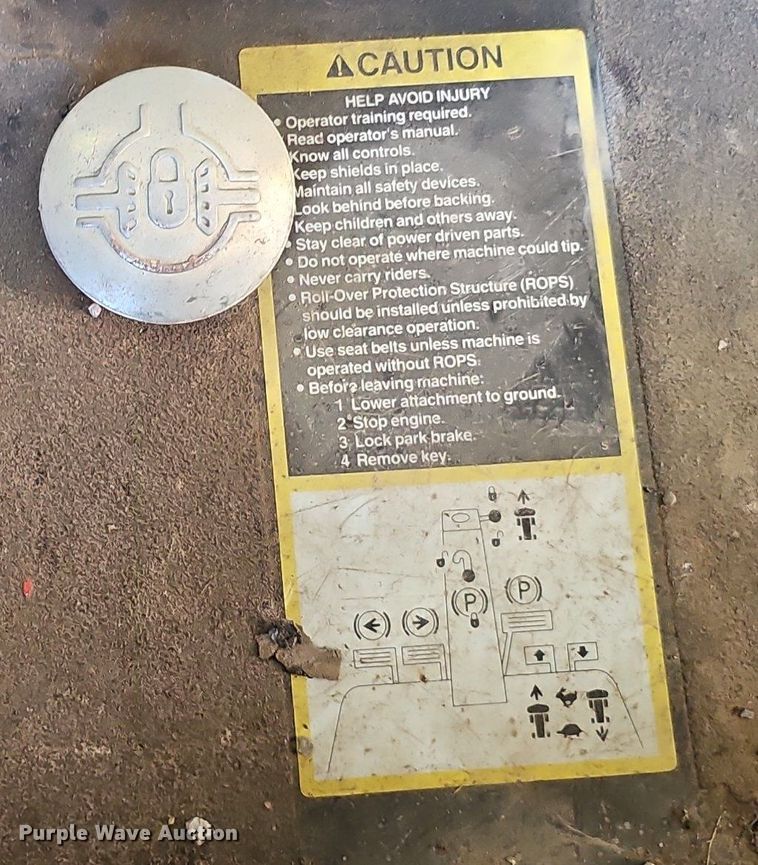 CAUTION
HELP AVOID INJURY
• Operator training required.
Read operator's manual.
Know all controls.
Keep shields in place.
Maintain all safety devices.
Look behind before backing.
Keep children and others away.
• Stay clear of power driven parts.
• Do not operate where machine could tip.
• Never carry riders.
• Roll-Over Protection Structure (ROPS)
should be installed unless prohibited by
low clearance operation.
• Use seat belts unless machine is
operated without ROPS.
• Before leaving machine:
1 Lower attachment to ground.
2 Stop engine.
3 Lock park brake.
4 Remove key.
S
P
P
Purple Wave Auction